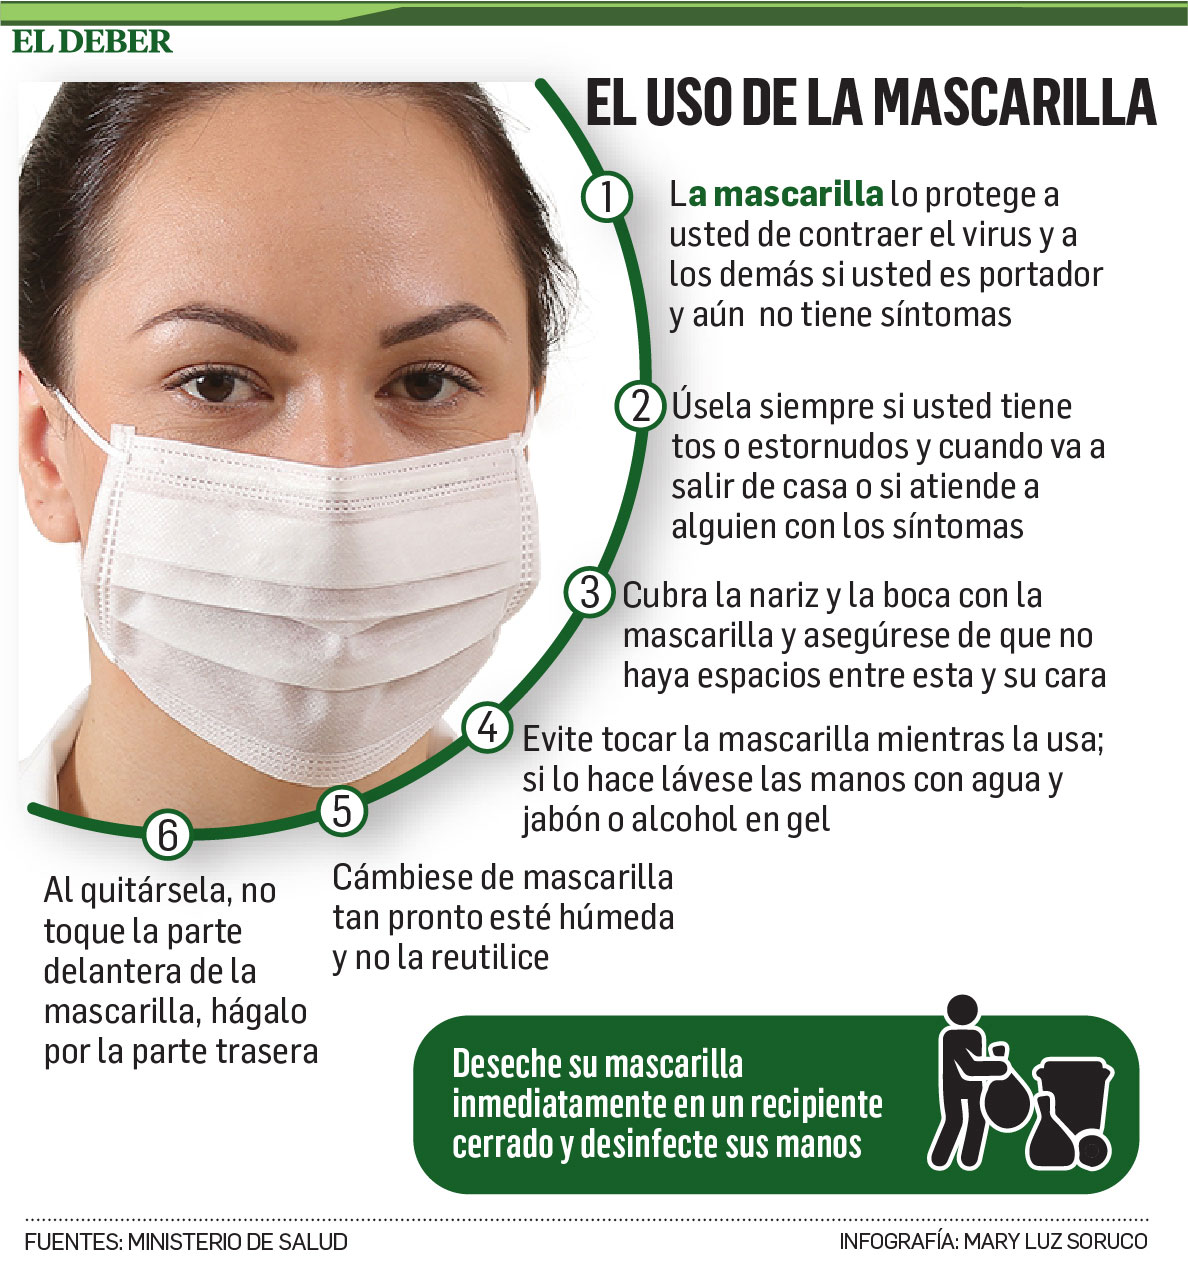 EL DEBER
EL USO DE LA MASCARILLA
1
La mascarilla lo protege a
usted de contraer el virus y a
los demás si usted es portador
y aún no tiene síntomas
2
Úsela siempre si usted tiene
tos o estornudos y cuando va a
salir de casa o si atiende a
alguien con los síntomas
3
Cubra la nariz y la boca con la
mascarilla y asegúrese de que no
haya espacios entre esta y su cara
4
Evite tocar la mascarilla mientras la usa;
si lo hace lávese las manos con agua y
jabón o alcohol en gel
5
Cámbiese de mascarilla
tan pronto esté húmeda
y no la reutilice
6
Al quitársela, no
toque la parte
delantera de la
mascarilla, hágalo
por la parte trasera
Deseche su mascarilla
inmediatamente en un recipiente
cerrado y desinfecte sus manos
FUENTES: MINISTERIO DE SALUD
INFOGRAFÍA: MARY LUZ SORUCO